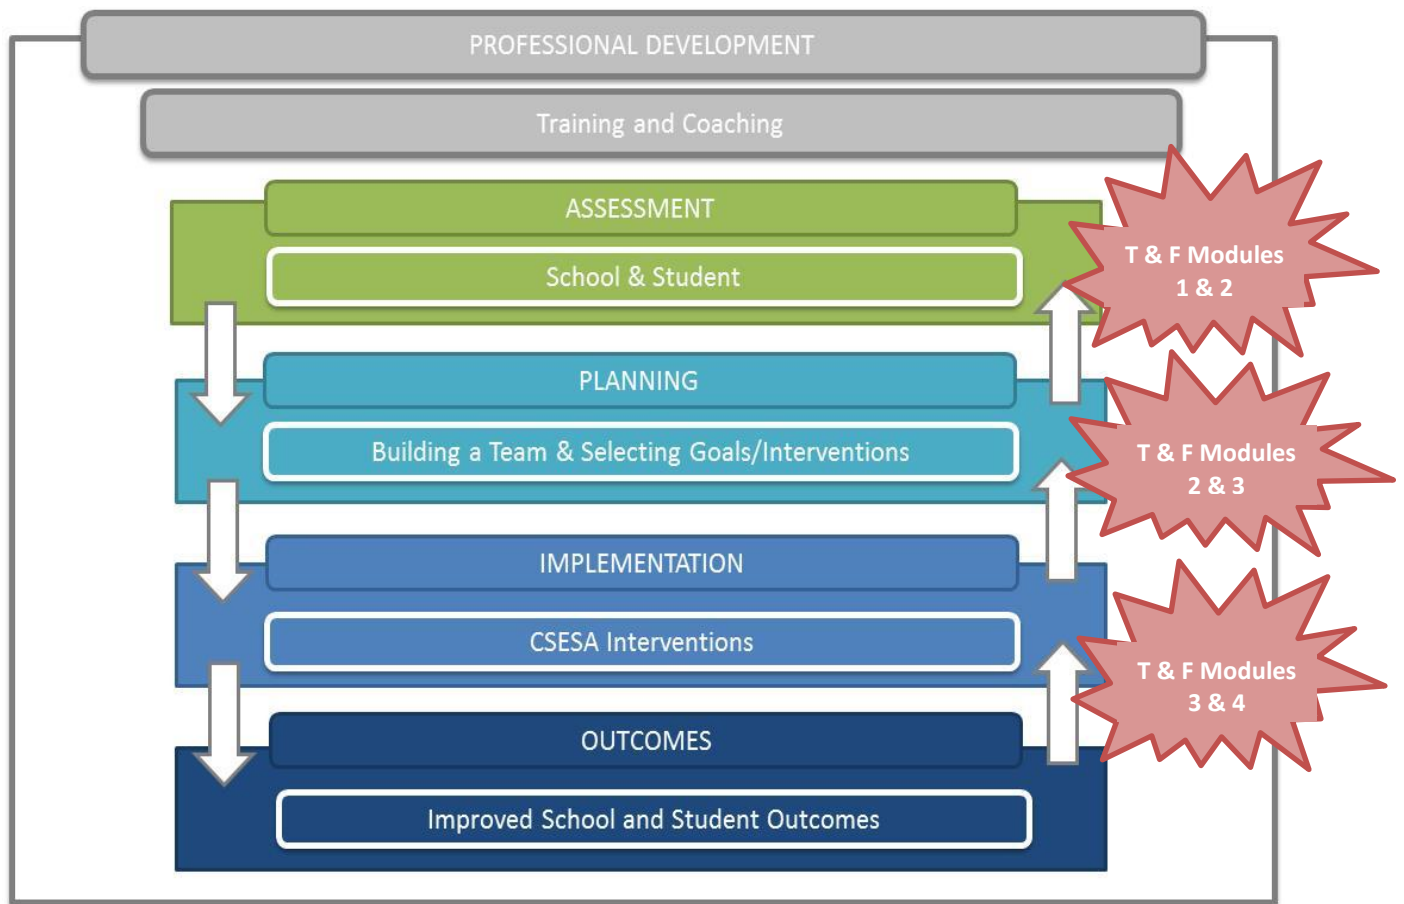 PROFESSIONAL DEVELOPMENT
Training and Coaching
ASSESSMENT
School & Student
T & F Modules
1 & 2
PLANNING
Building a Team & Selecting Goals/Interventions
T & F Modules
2 & 3
IMPLEMENTATION
CSESA Interventions
T & F Modules
3 & 4
OUTCOMES
Improved School and Student Outcomes